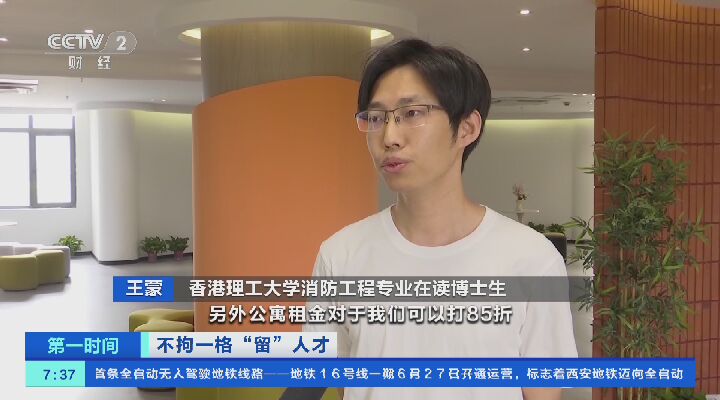 CCTV 2
财经
王蒙 香港理工大学消防工程专业在读博士生
另外公寓租金对于我们可以打85折
第一时间 不拘一格“留”人才
7:37 首条全自动无人驾驶地铁线路——地铁16号线一期6月27日开通运营，标志着西安地铁迈向全自动